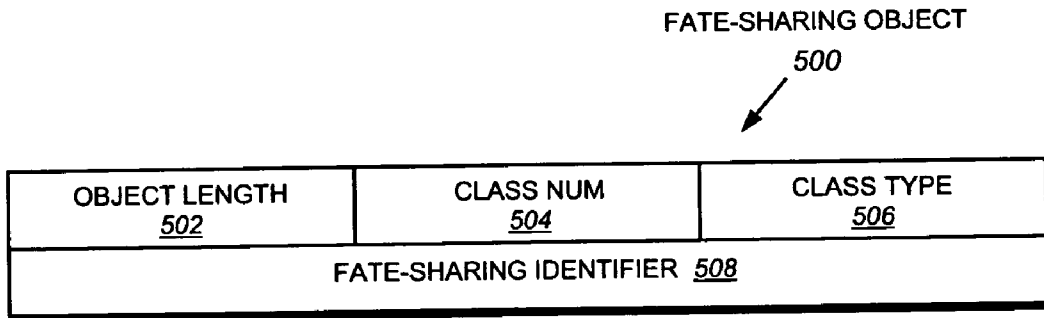 FATE-SHARING OBJECT
500
OBJECT LENGTH
502
CLASS NUM
504
CLASS TYPE
506
FATE-SHARING IDENTIFIER 508